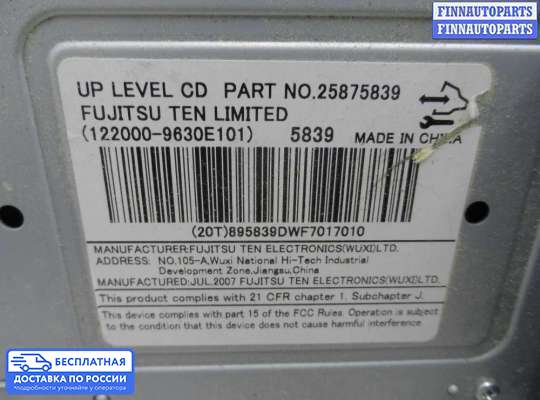 FINNAUTOPARTS
FINNAUTOPARTS
UP LEVEL CD PART NO.25875839
FUJITSU TEN LIMITED
(122000-9630E101) 5839 MADE IN CHINA
(20T)895839DWF7017010
MANUFACTURER:FUJITSU TEN ELECTRONICS(WUXI)LTD.
ADDRESS: NO,105-A,Wuxi National Hi-Tech Industrial
Development Zone,Jiangsu,China
MANUFACTURED:JUL.2007 FUJITSU TEN ELECTRONICS(WUXI)LTD.
This product complies with 21 CFR chapter 1, Subchapter J.
This device complies with part 15 of the FCC Rules. Operation is subject
to the condition that this device does not cause harmful interference.
БЕСПЛАТНАЯ
ДОСТАВКА ПО РОССИИ
*подробности уточняйте у оператора